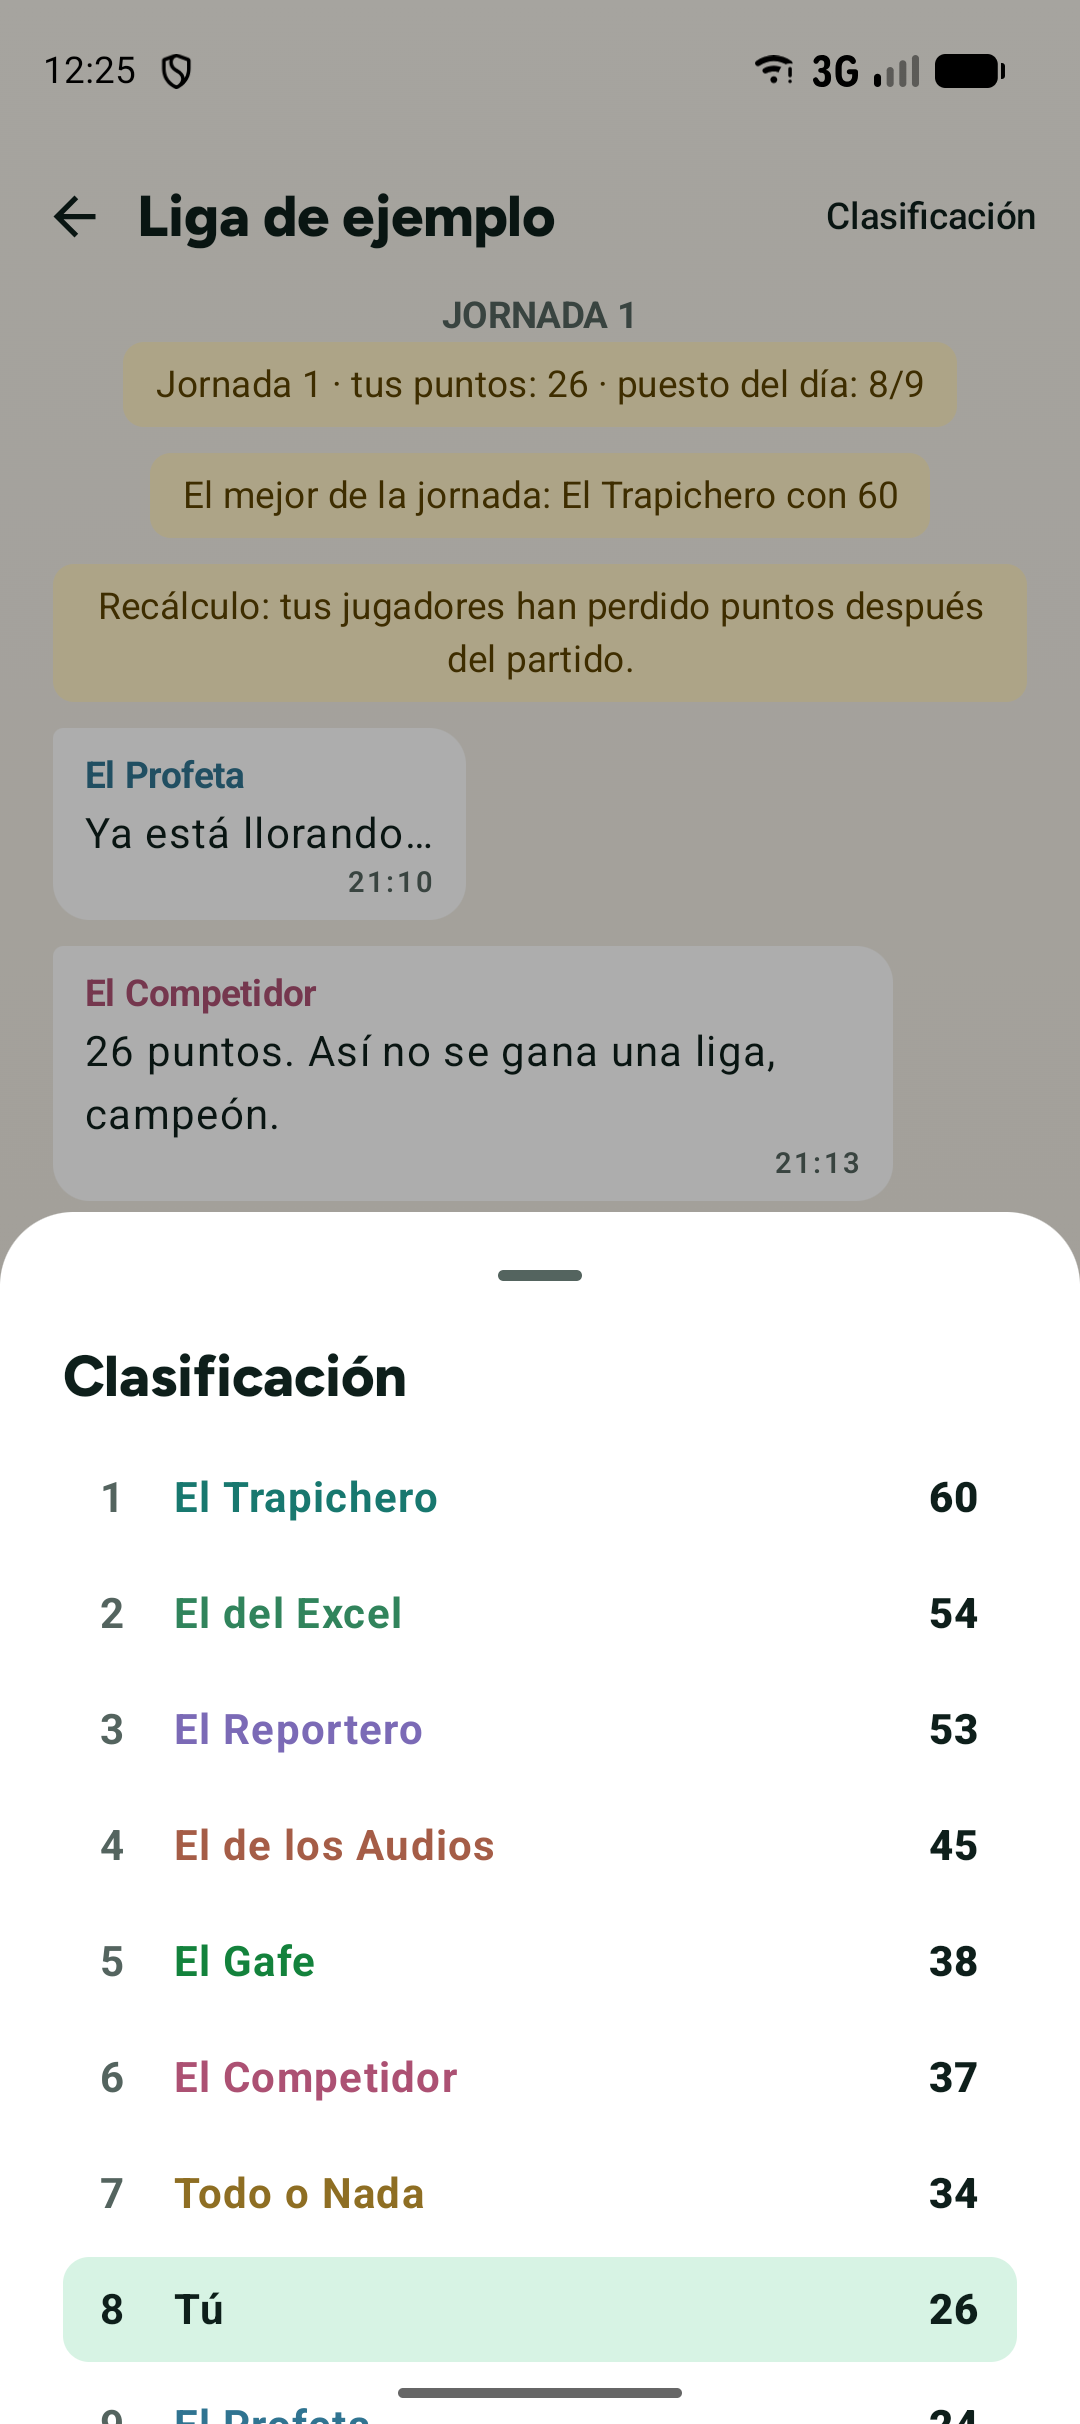 12:25 3G
Liga de ejemplo Clasificación
JORNADA 1
Jornada 1 · tus puntos: 26 · puesto del día: 8/9
El mejor de la jornada: El Trapichero con 60
Recálculo: tus jugadores han perdido puntos después
del partido.
El Profeta
Ya está llorando...
21:10
El Competidor
26 puntos. Así no se gana una liga,
campeón.
21:13
Clasificación
1 El Trapichero 60
2 El del Excel 54
3 El Reportero 53
4 El de los Audios 45
5 El Gafe 38
6 El Competidor 37
7 Todo o Nada 34
8 Tú 26
9 El Profeta 24